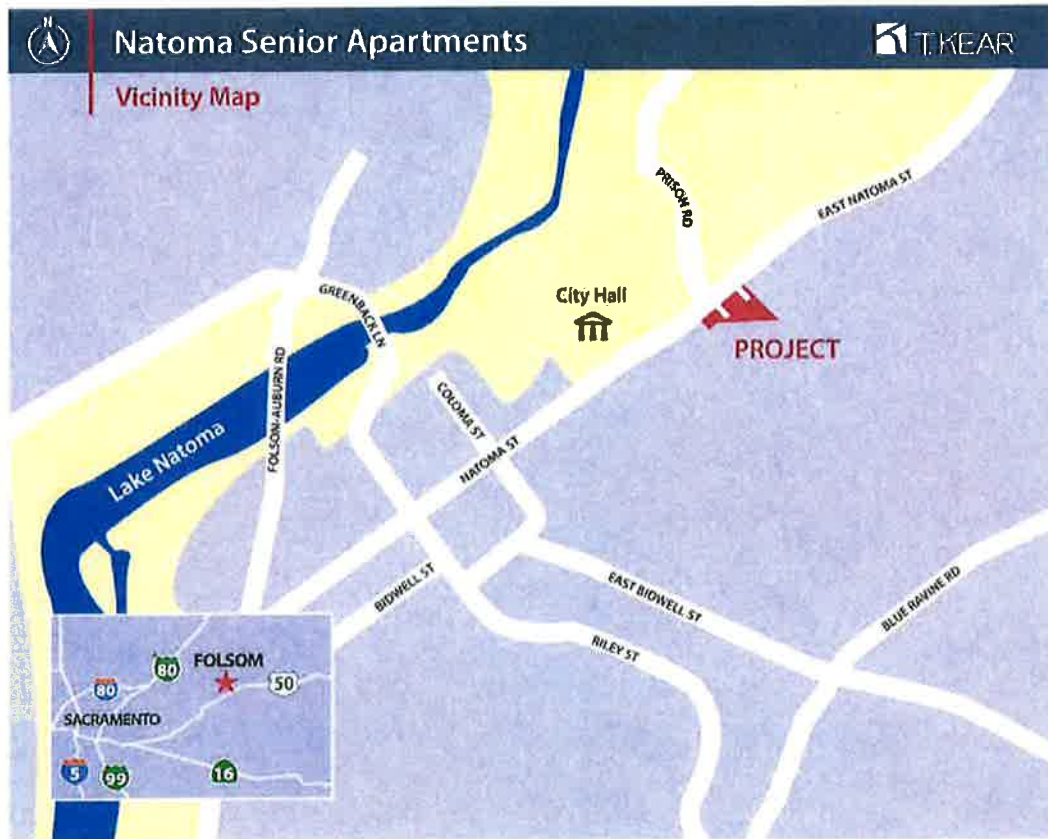 N
Natoma Senior Apartments
T.KEAR
Vicinity Map
PRISON RD
EAST NATOMA ST
GREENBACK LN
City Hall
PROJECT
FOLSON-AUBURN RD
COLOMA ST
NATOMA ST
Lake Natoma
BIDWELL ST
EAST BIDWELL ST
BLUE RAVINE RD
RILEY ST
FOLSOM
80
80
50
SACRAMENTO
5
99
16